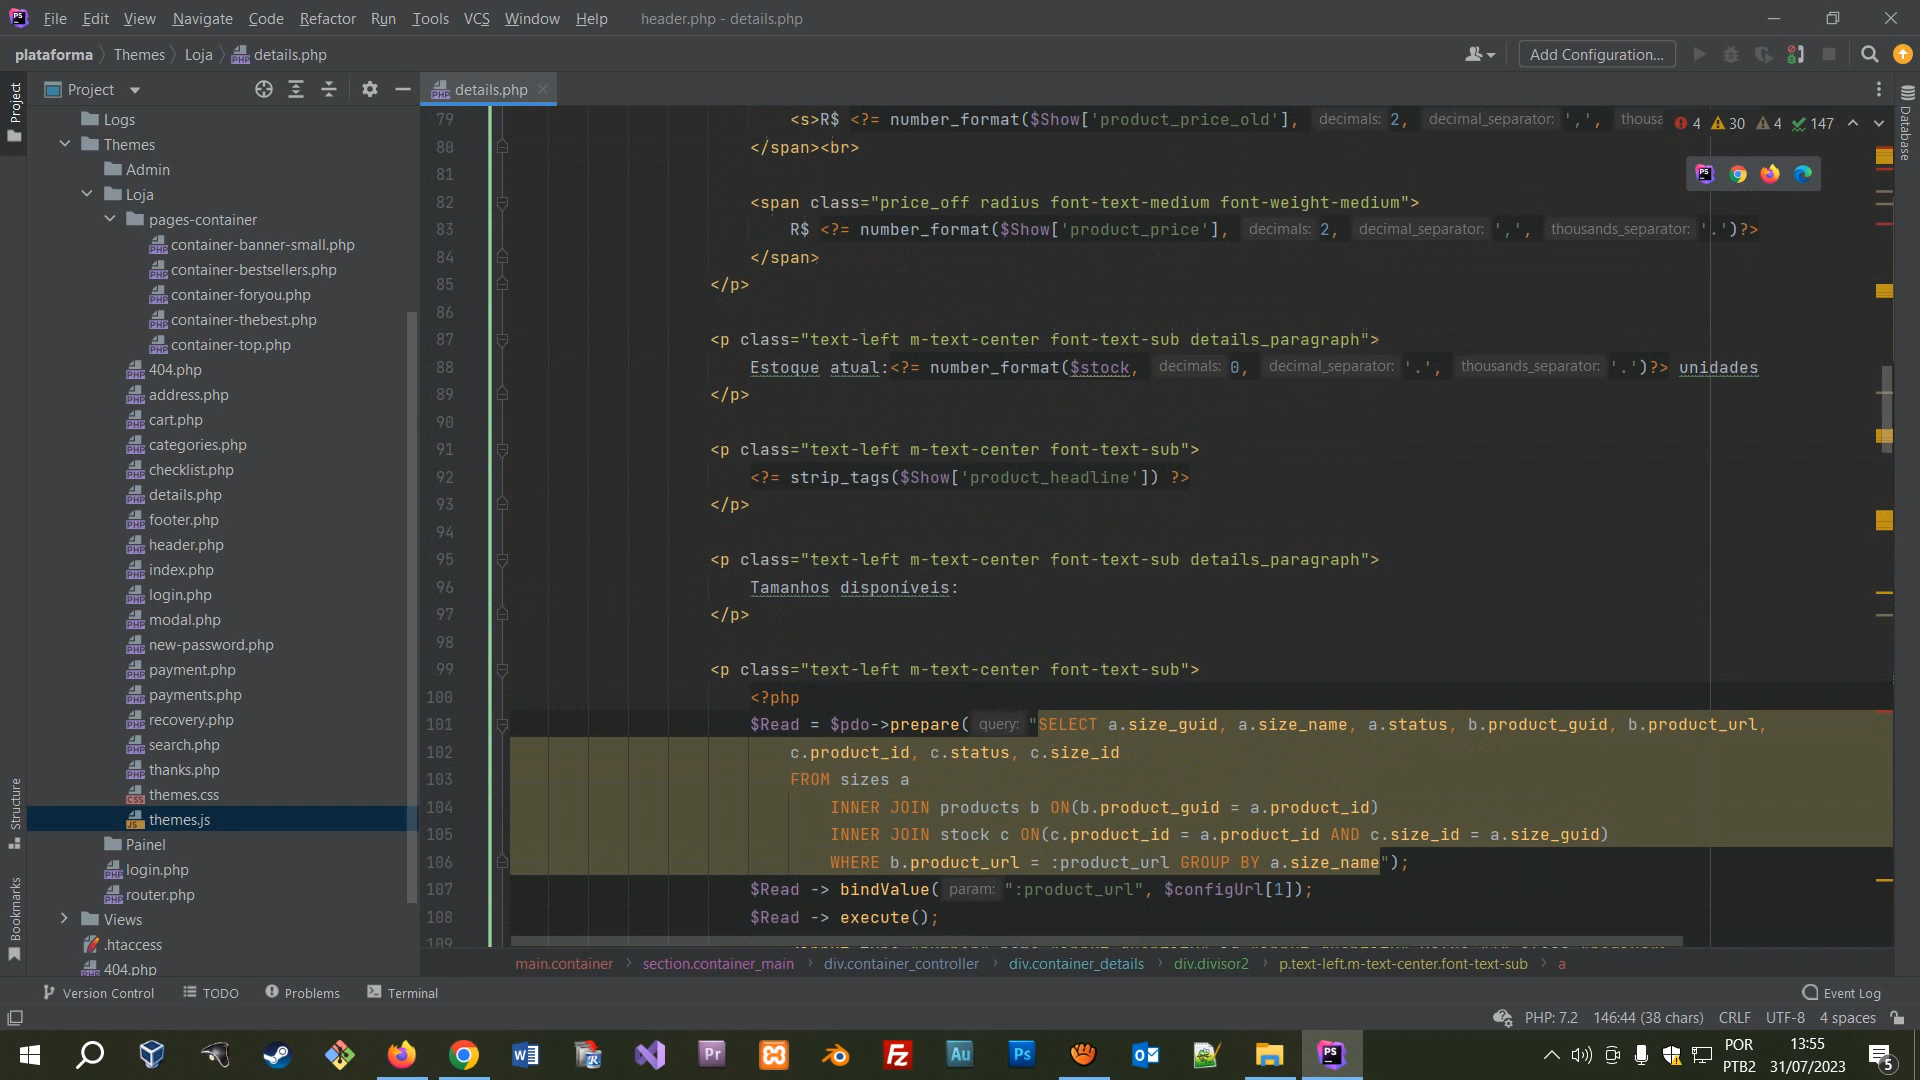 File Edit View Navigate Code Refactor Run Tools VCS Window Help header.php - details.php
plataforma Themes Loja details.php Add Configuration...
Project
Project details.php
Logs
Themes
Admin
Loja
pages-container
container-banner-small.php
container-bestsellers.php
container-foryou.php
container-thebest.php
container-top.php
404.php
address.php
cart.php
categories.php
checklist.php
details.php
footer.php
header.php
index.php
login.php
modal.php
new-password.php
payment.php
payments.php
recovery.php
search.php
thanks.php
themes.css
themes.js
Painel
login.php
router.php
Views
.htaccess
404.php
Structure
Bookmarks
Database
4 30 4 147
79 <s>R$ <?= number_format($Show['product_price_old'], decimals: 2, decimal_separator: ',', thousa
80 </span><br>
81
82 <span class="price_off radius font-text-medium font-weight-medium">
83 R$ <?= number_format($Show['product_price'], decimals: 2, decimal_separator: ',', thousands_separator: '.')?>
84 </span>
85 </p>
86
87 <p class="text-left m-text-center font-text-sub details_paragraph">
88 Estoque atual:<?= number_format($stock, decimals: 0, decimal_separator: '.', thousands_separator: '.')?> unidades
89 </p>
90
91 <p class="text-left m-text-center font-text-sub">
92 <?= strip_tags($Show['product_headline']) ?>
93 </p>
94
95 <p class="text-left m-text-center font-text-sub details_paragraph">
96 Tamanhos disponíveis:
97 </p>
98
99 <p class="text-left m-text-center font-text-sub">
100 <?php
101 $Read = $pdo->prepare( query: "SELECT a.size_guid, a.size_name, a.status, b.product_guid, b.product_url,
102 c.product_id, c.status, c.size_id
103 FROM sizes a
104 INNER JOIN products b ON(b.product_guid = a.product_id)
105 INNER JOIN stock c ON(c.product_id = a.product_id AND c.size_id = a.size_guid)
106 WHERE b.product_url = :product_url GROUP BY a.size_name");
107 $Read -> bindValue( param: ":product_url", $configUrl[1]);
108 $Read -> execute();
109
main.container section.container_main div.container_controller div.container_details div.divisor2 p.text-left.m-text-center.font-text-sub a
Version Control TODO Problems Terminal Event Log
PHP: 7.2 146:44 (38 chars) CRLF UTF-8 4 spaces
POR
PTB2
13:55
31/07/2023
5